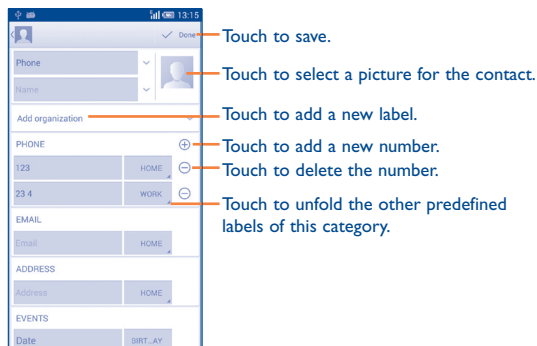 13:15
Done
Touch to save.
Phone
Touch to select a picture for the contact.
Name
Add organization
Touch to add a new label.
PHONE
Touch to add a new number.
123 HOME
Touch to delete the number.
23 4 WORK
Touch to unfold the other predefined
labels of this category.
EMAIL
Email HOME
ADDRESS
Address HOME
EVENTS
Date BIRT...AY